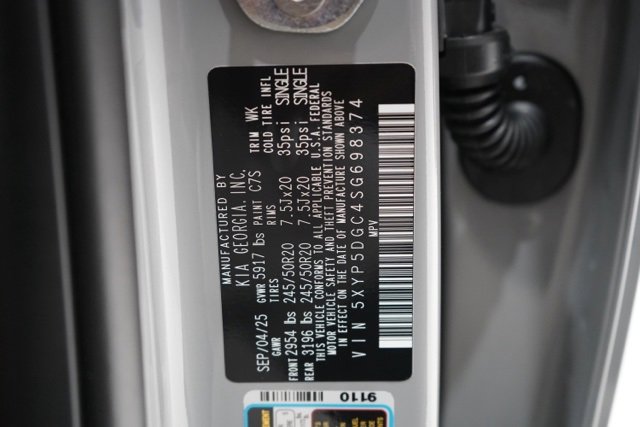 MANUFACTURED BY
KIA GEORGIA, INC.
SEP/04/25 GVWR 5917 lbs PAINT C7S TRIM WK
GAWR TIRES RIMS COLD TIRE INFL
FRONT 2954 lbs 245/50R20 7.5Jx20 35psi SINGLE
REAR 3196 lbs 245/50R20 7.5Jx20 35psi SINGLE
THIS VEHICLE CONFORMS TO ALL APPLICABLE U.S.A. FEDERAL
MOTOR VEHICLE SAFETY AND THEFT PREVENTION STANDARDS
IN EFFECT ON THE DATE OF MANUFACTURE SHOWN ABOVE
VIN 5XYP5DGC4SG698374
MPV
9110